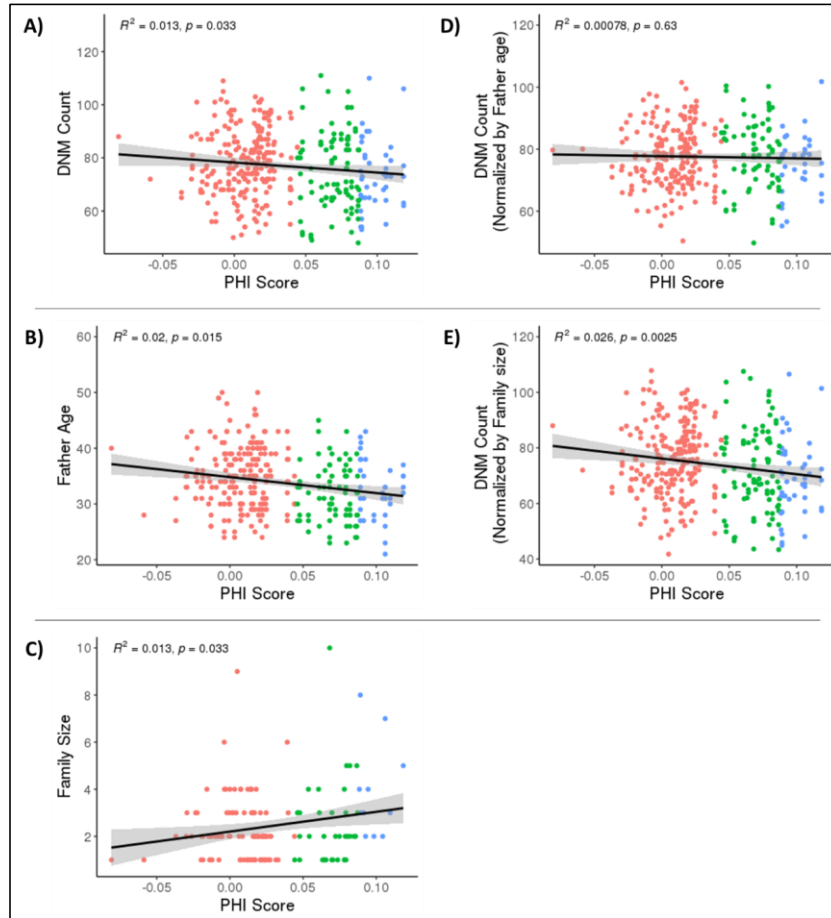 A)
R² = 0.013, p = 0.033
DNM Count
120
100
80
60
-0.05 0.00 0.05 0.10
PHI Score
D)
R² = 0.00078, p = 0.63
DNM Count
(Normalized by Father age)
120
100
80
60
-0.05 0.00 0.05 0.10
PHI Score
B)
R² = 0.02, p = 0.015
Father Age
60
50
40
30
20
-0.05 0.00 0.05 0.10
PHI Score
E)
R² = 0.026, p = 0.0025
DNM Count
(Normalized by Family size)
120
100
80
60
40
-0.05 0.00 0.05 0.10
PHI Score
C)
R² = 0.013, p = 0.033
Family Size
10
8
6
4
2
-0.05 0.00 0.05 0.10
PHI Score